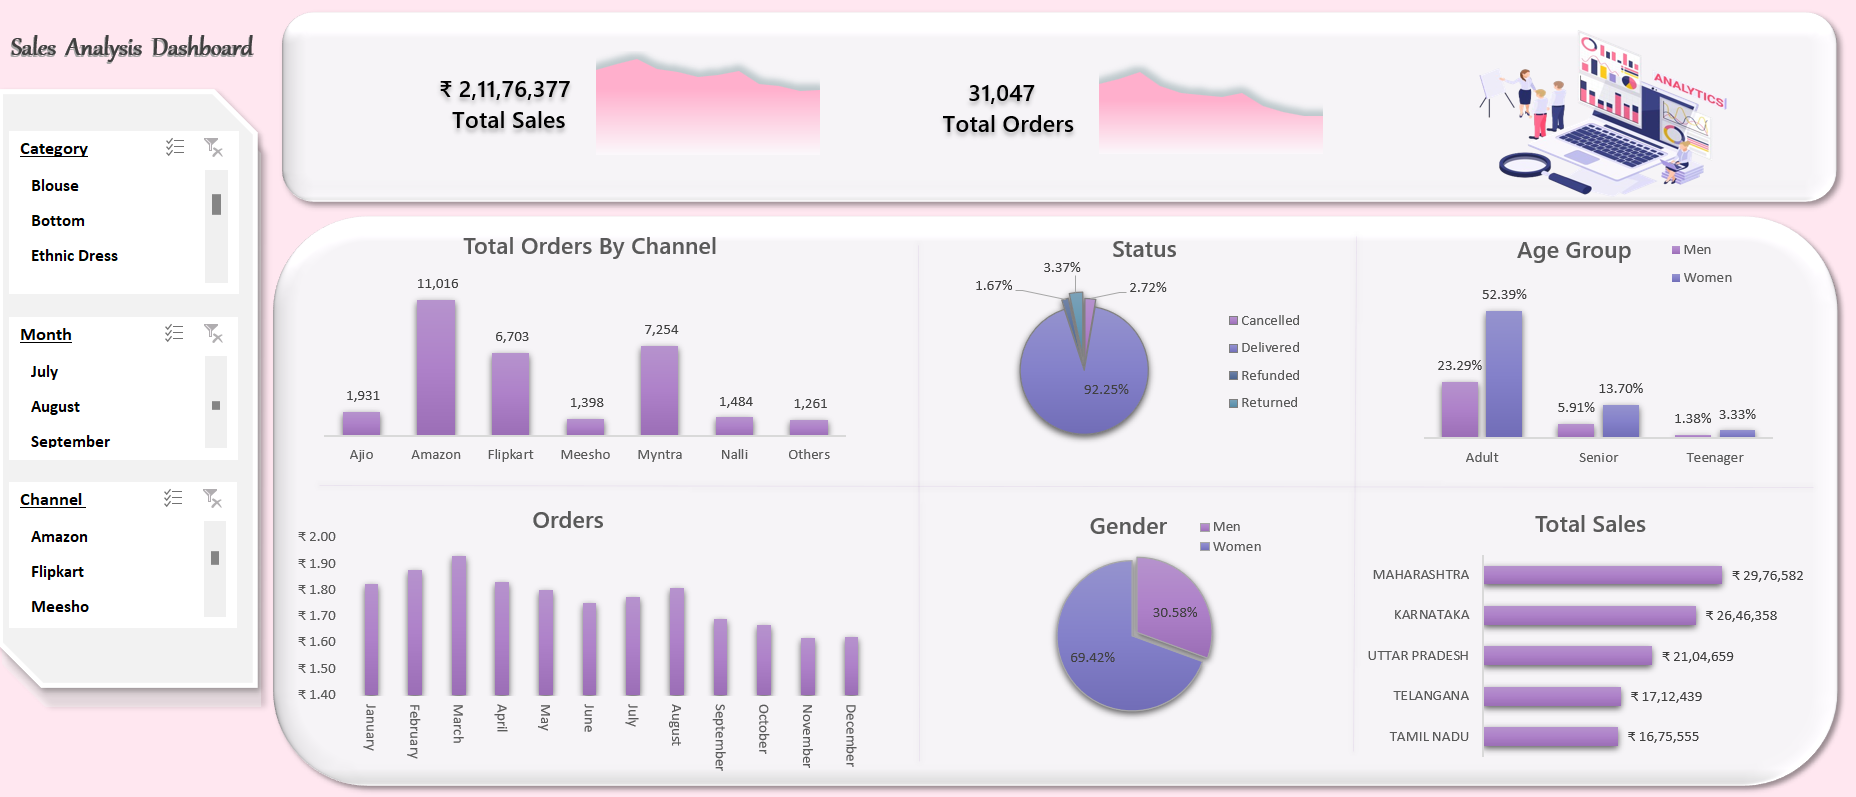 Sales Analysis Dashboard
₹ 2,11,76,377
Total Sales
31,047
Total Orders
ANALYTICS
Category
Blouse
Bottom
Ethnic Dress
Month
July
August
September
Channel
Amazon
Flipkart
Meesho
Total Orders By Channel
1,931
11,016
6,703
1,398
7,254
1,484
1,261
Ajio
Amazon
Flipkart
Meesho
Myntra
Nalli
Others
Status
3.37%
1.67%
2.72%
92.25%
Cancelled
Delivered
Refunded
Returned
Age Group
Men
Women
23.29%
52.39%
5.91%
13.70%
1.38%
3.33%
Adult
Senior
Teenager
Orders
₹ 2.00
₹ 1.90
₹ 1.80
₹ 1.70
₹ 1.60
₹ 1.50
₹ 1.40
January
February
March
April
May
June
July
August
September
October
November
December
Gender
Men
Women
30.58%
69.42%
Total Sales
MAHARASHTRA ₹ 29,76,582
KARNATAKA ₹ 26,46,358
UTTAR PRADESH ₹ 21,04,659
TELANGANA ₹ 17,12,439
TAMIL NADU ₹ 16,75,555